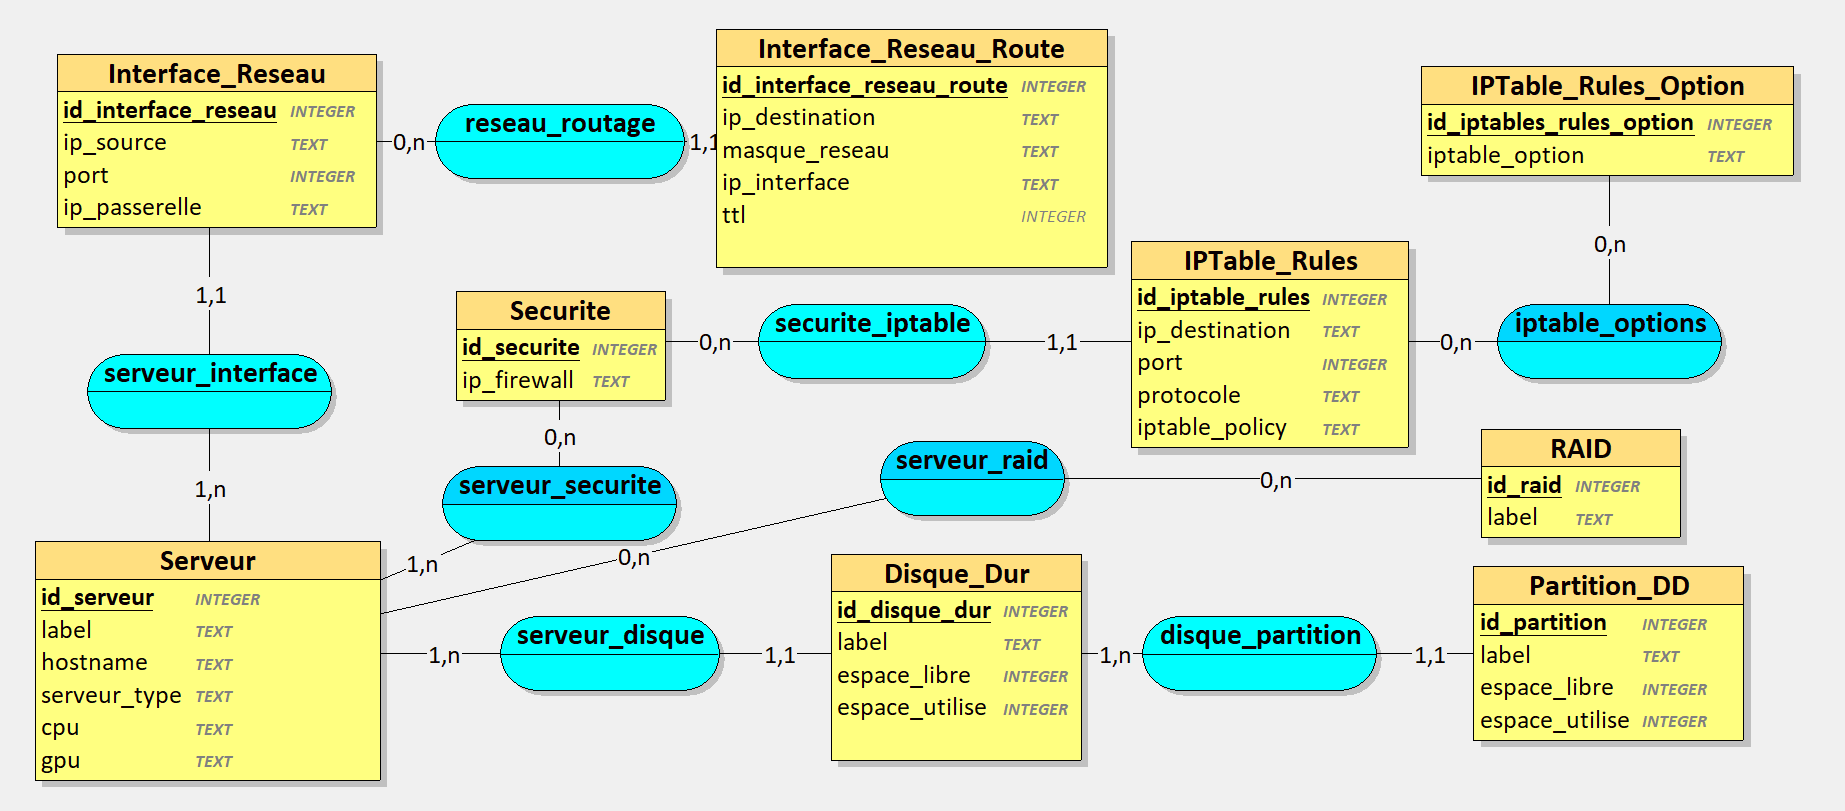 Interface_Reseau
id_interface_reseau INTEGER
ip_source TEXT
port INTEGER
ip_passerelle TEXT
0,n
reseau_routage
1,1
Interface_Reseau_Route
id_interface_reseau_route INTEGER
ip_destination TEXT
masque_reseau TEXT
ip_interface TEXT
ttl INTEGER
IPTable_Rules_Option
id_iptables_rules_option INTEGER
iptable_option TEXT
0,n
1,1
serveur_interface
1,n
Securite
id_securite INTEGER
ip_firewall TEXT
0,n
securite_iptable
1,1
IPTable_Rules
id_iptable_rules INTEGER
ip_destination TEXT
port INTEGER
protocole TEXT
iptable_policy TEXT
0,n
iptable_options
0,n
serveur_securite
1,n
serveur_raid
0,n
0,n
RAID
id_raid INTEGER
label TEXT
Serveur
id_serveur INTEGER
label TEXT
hostname TEXT
serveur_type TEXT
cpu TEXT
gpu TEXT
1,n
serveur_disque
1,1
Disque_Dur
id_disque_dur INTEGER
label TEXT
espace_libre INTEGER
espace_utilise INTEGER
1,n
disque_partition
1,1
Partition_DD
id_partition INTEGER
label TEXT
espace_libre INTEGER
espace_utilise INTEGER